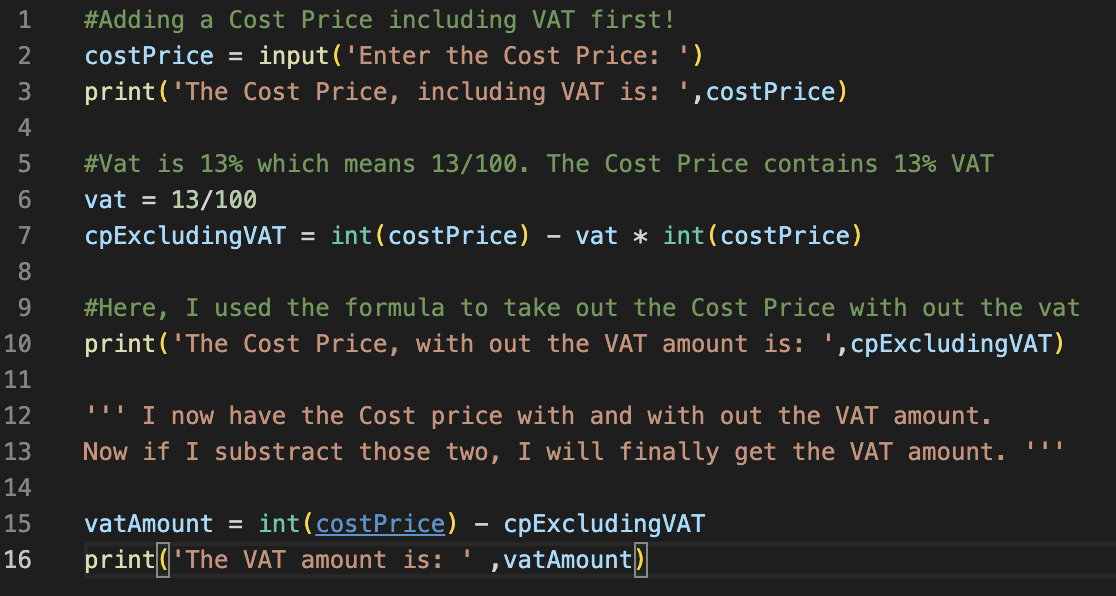 1 #Adding a Cost Price including VAT first!
2 costPrice = input('Enter the Cost Price: ')
3 print('The Cost Price, including VAT is: ',costPrice)
4
5 #Vat is 13% which means 13/100. The Cost Price contains 13% VAT
6 vat = 13/100
7 cpExcludingVAT = int(costPrice) - vat * int(costPrice)
8
9 #Here, I used the formula to take out the Cost Price with out the vat
10 print('The Cost Price, with out the VAT amount is: ',cpExcludingVAT)
11
12 ''' I now have the Cost price with and with out the VAT amount.
13 Now if I substract those two, I will finally get the VAT amount. '''
14
15 vatAmount = int(costPrice) - cpExcludingVAT
16 print('The VAT amount is: ' ,vatAmount)